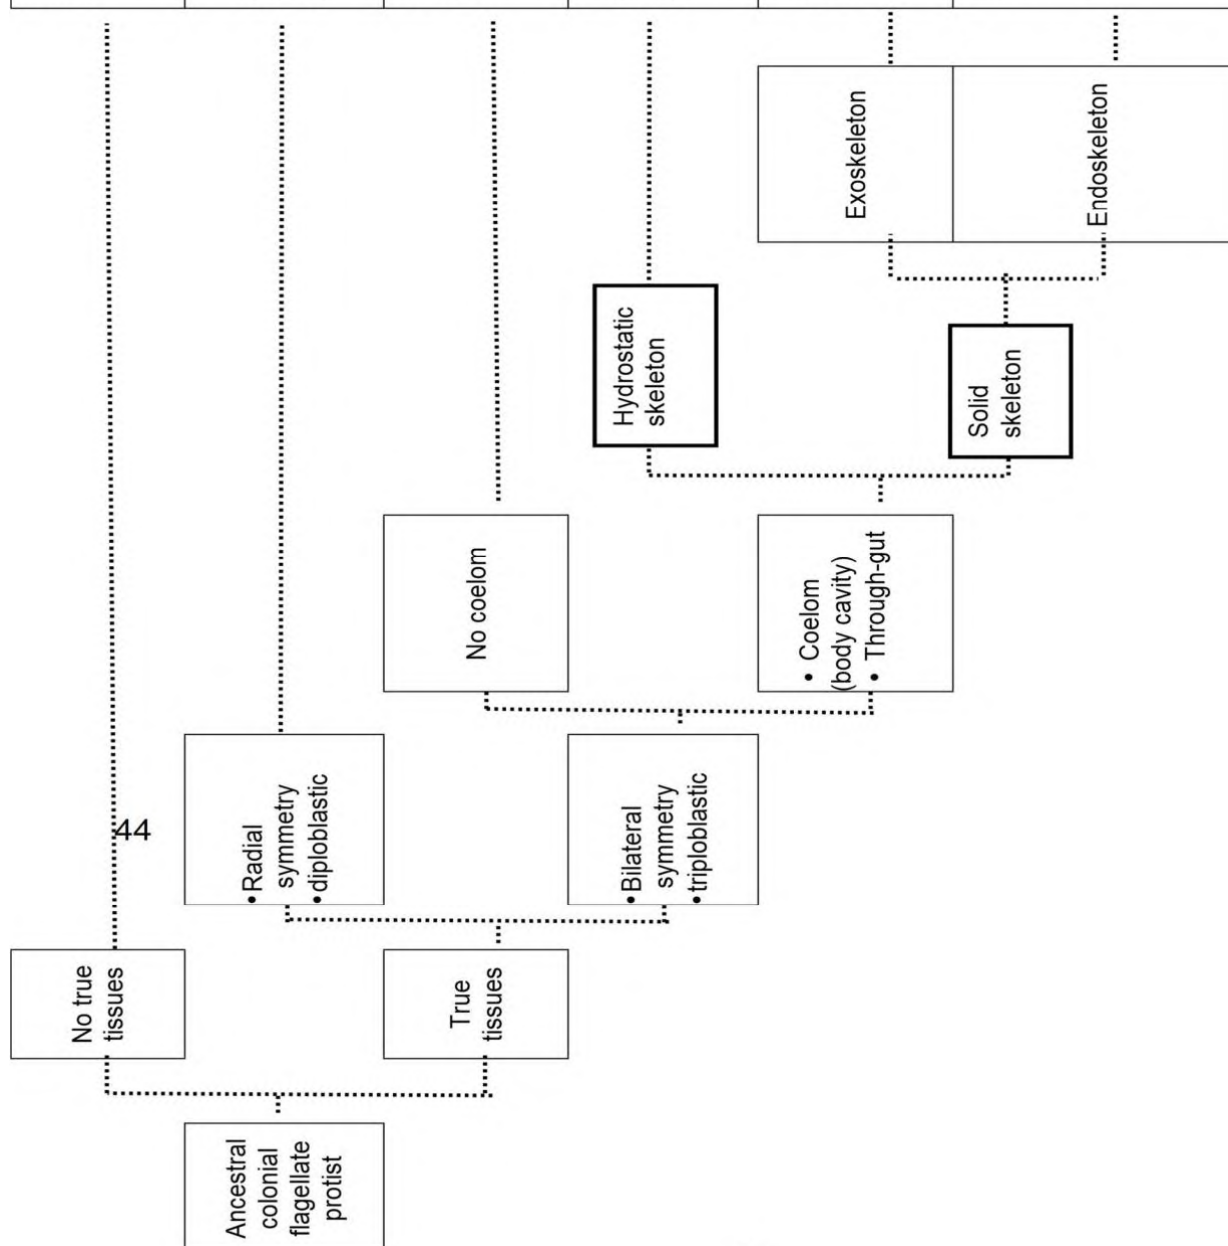 Ancestral
colonial
flagellate
protist
No true
tissues
True
tissues
•Radial
symmetry
•diploblastic
•Bilateral
symmetry
•triploblastic
No coelom
• Coelom
(body cavity)
• Through-gut
Hydrostatic
skeleton
Solid
skeleton
Exoskeleton
Endoskeleton
44